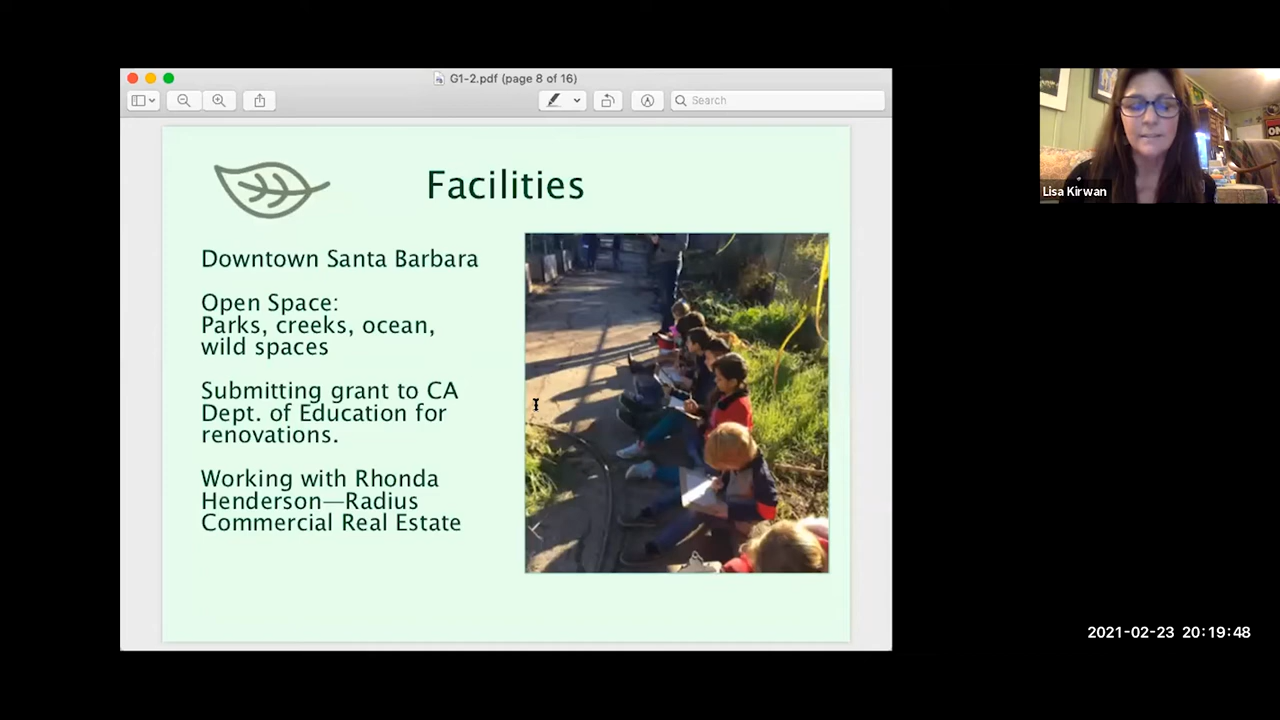 G1-2.pdf (page 8 of 16)
Search
Facilities
Downtown Santa Barbara
Open Space:
Parks, creeks, ocean,
wild spaces
Submitting grant to CA
Dept. of Education for
renovations.
Working with Rhonda
Henderson—Radius
Commercial Real Estate
Lisa Kirwan
2021-02-23 20:19:48